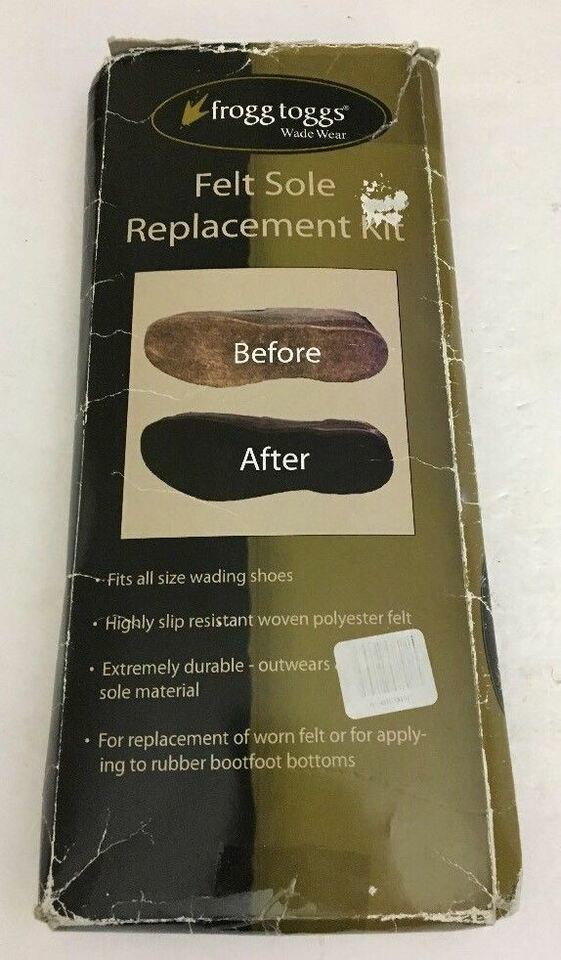 frogg toggs®
Wade Wear
Felt Sole
Replacement Kit
Before
After
• Fits all size wading shoes
• Highly slip resistant woven polyester felt
• Extremely durable - outwears
sole material
• For replacement of worn felt or for apply-
ing to rubber bootfoot bottoms